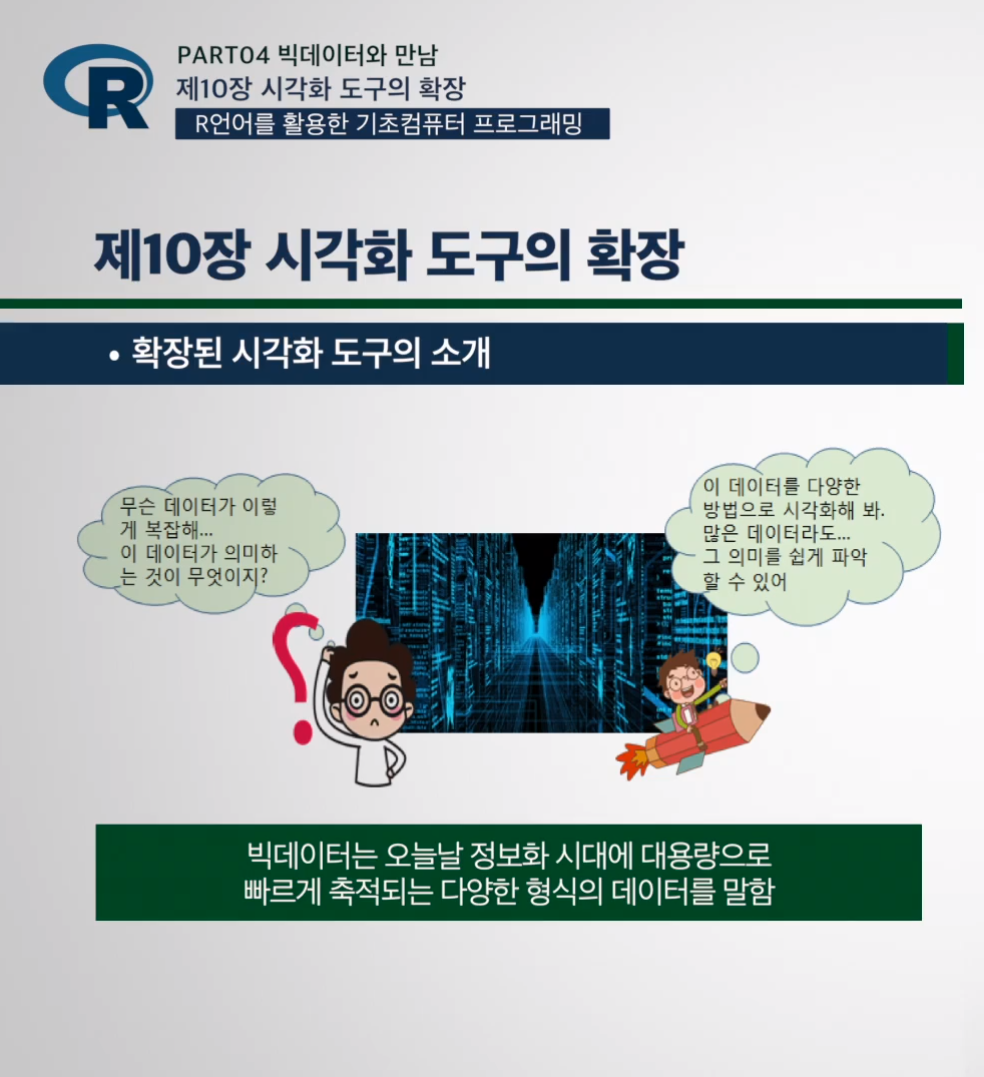 R
PART04 빅데이터와 만남
제10장 시각화 도구의 확장
R언어를 활용한 기초컴퓨터 프로그래밍
제10장 시각화 도구의 확장
• 확장된 시각화 도구의 소개
무슨 데이터가 이렇
게 복잡해...
이 데이터가 의미하
는 것이 무엇이지?
이 데이터를 다양한
방법으로 시각화해 봐.
많은 데이터라도...
그 의미를 쉽게 파악
할 수 있어
빅데이터는 오늘날 정보화 시대에 대용량으로
빠르게 축적되는 다양한 형식의 데이터를 말함